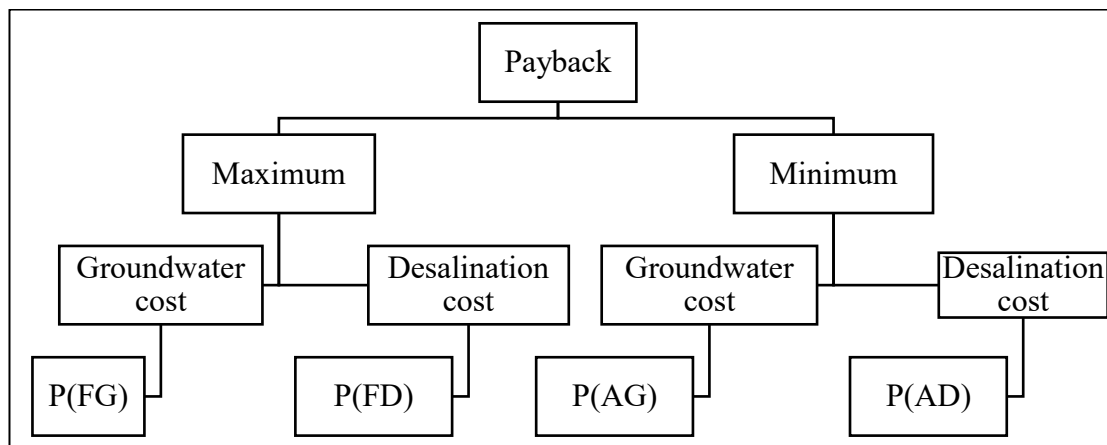 Payback
Maximum
Minimum
Groundwater
cost
Desalination
cost
Groundwater
cost
Desalination
cost
P(FG)
P(FD)
P(AG)
P(AD)